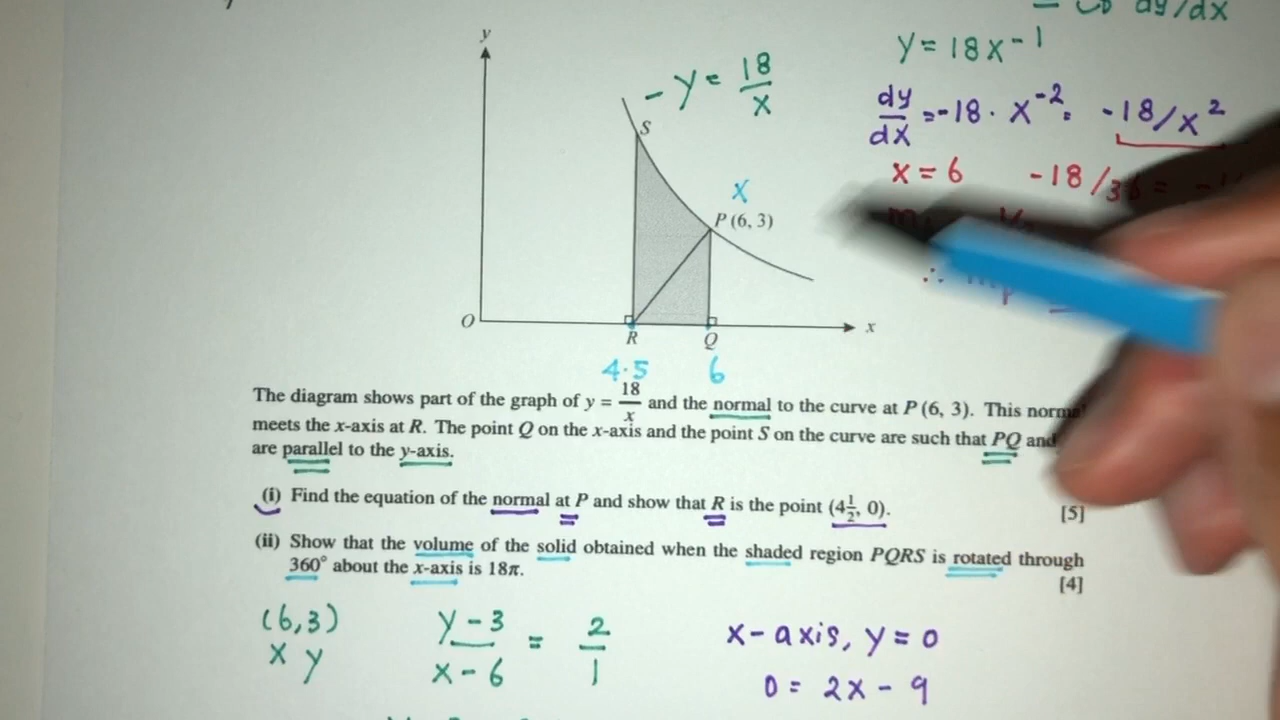 dy/dx
y
y = 18x-1
- y = 18/x
dy/dx = -18 · x-2 = -18/x2
S
x = 6 -18/36 =
x
P (6, 3)
∴ mp
O
R Q x
4.5 6
The diagram shows part of the graph of y = 18/x and the normal to the curve at P (6, 3). This norma
meets the x-axis at R. The point Q on the x-axis and the point S on the curve are such that PQ and
are parallel to the y-axis.
(i) Find the equation of the normal at P and show that R is the point (4½, 0). [5]
(ii) Show that the volume of the solid obtained when the shaded region PQRS is rotated through
360° about the x-axis is 18π. [4]
(6,3) y - 3 / x - 6 = 2/1 x-axis, y = 0
x y 0 = 2x - 9